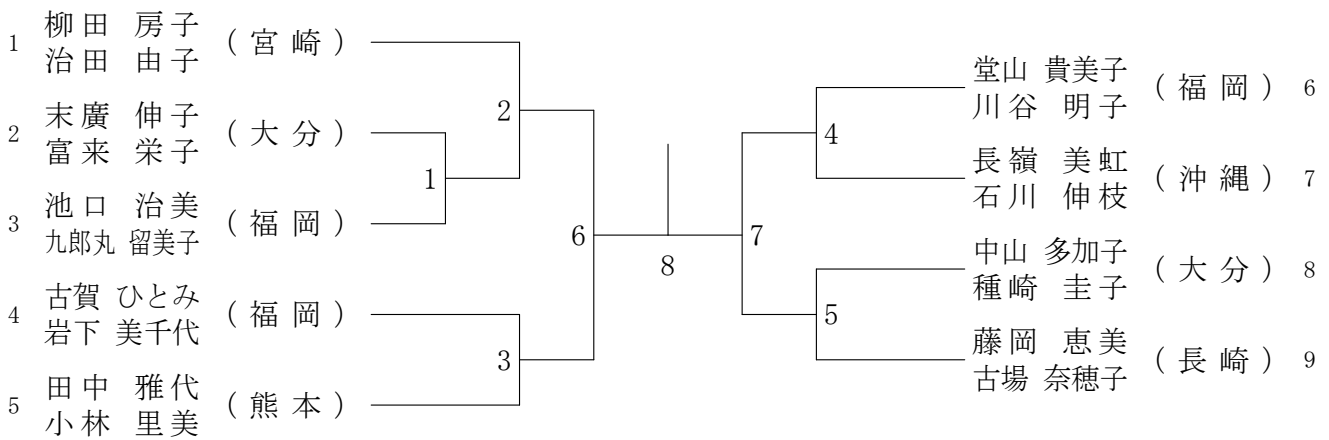 1 柳田 房子
治田 由子 (宮崎)
2 末廣 伸子
富来 栄子 (大分)
3 池口 治美
九郎丸 留美子 (福岡)
4 古賀 ひとみ
岩下 美千代 (福岡)
5 田中 雅代
小林 里美 (熊本)
2
1
6
3
8
7
4
5
堂山 貴美子
川谷 明子 (福岡) 6
長嶺 美虹
石川 伸枝 (沖縄) 7
中山 多加子
種崎 圭子 (大分) 8
藤岡 恵美
古場 奈穂子 (長崎) 9